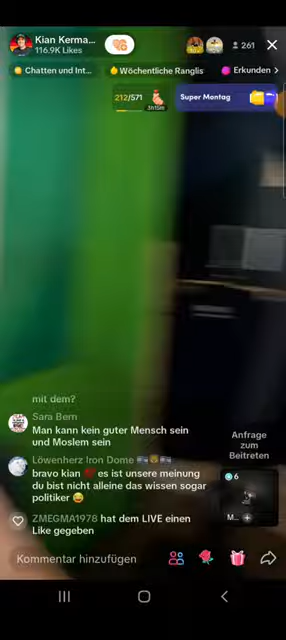 Kian Kerma...
116.9K Likes
261
Chatten und Int...
Wöchentliche Ranglis
Erkunden >
212/571
3h15m
Super Montag
mit dem?
Sara Bern
Man kann kein guter Mensch sein
und Moslem sein
Löwenherz Iron Dome
bravo kian 💯 es ist unsere meinung
du bist nicht alleine das wissen sogar
politiker 😂
ZMEGMA1978 hat dem LIVE einen
Like gegeben
Anfrage
zum
Beitreten
6
M... +
Kommentar hinzufügen